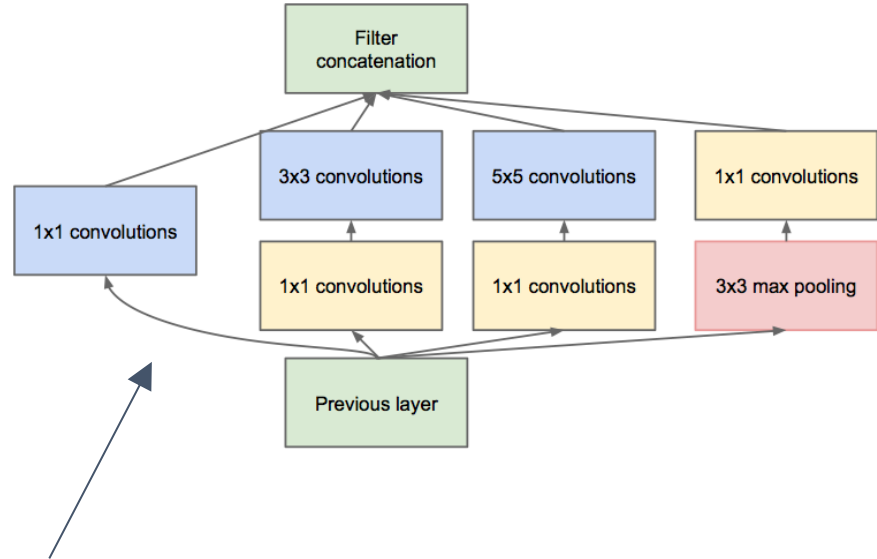 Filter
concatenation
3x3 convolutions
5x5 convolutions
1x1 convolutions
1x1 convolutions
1x1 convolutions
1x1 convolutions
3x3 max pooling
Previous layer